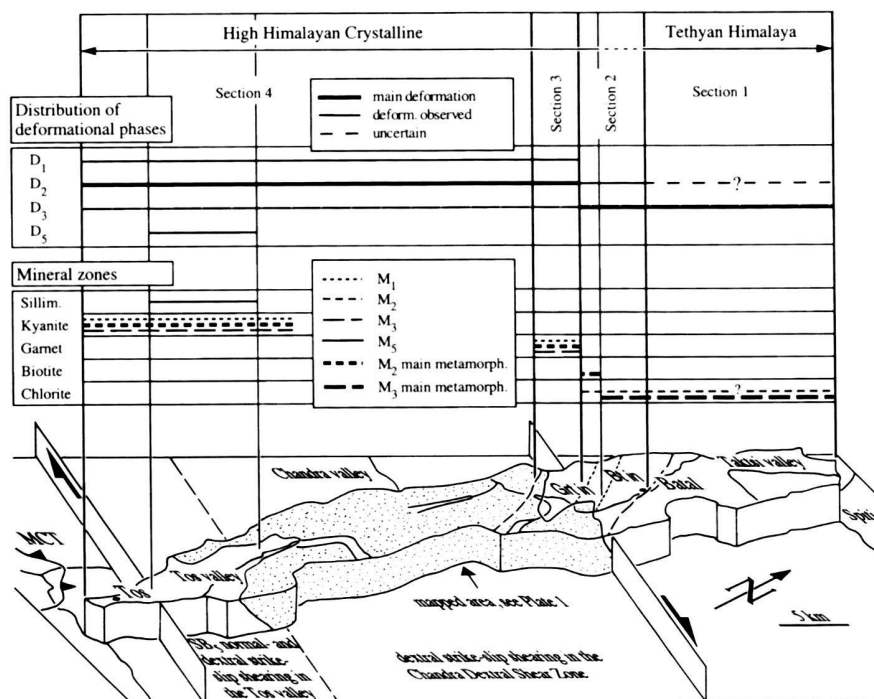 High Himalayan Crystalline
Tethyan Himalaya
Section 4
Section 3
Section 2
Section 1
main deformation
deform. observed
uncertain
Distribution of
deformational phases
D1
D2
?
D3
D5
Mineral zones
Sillim.
Kyanite
Garnet
Biotite
Chlorite
?
M1
M2
M3
M5
M2 main metamorph.
M3 main metamorph.
Chandra valley
Grt in
Bt in
Batal
Takui valley
Spiti
MCT
Tos
Tos valley
mapped area, see Plate 1
N
5 km
SB, normal- and
dextral strike-
slip shearing in
the Tos valley
dextral strike-slip shearing in the
Chandra Dextral Shear Zone